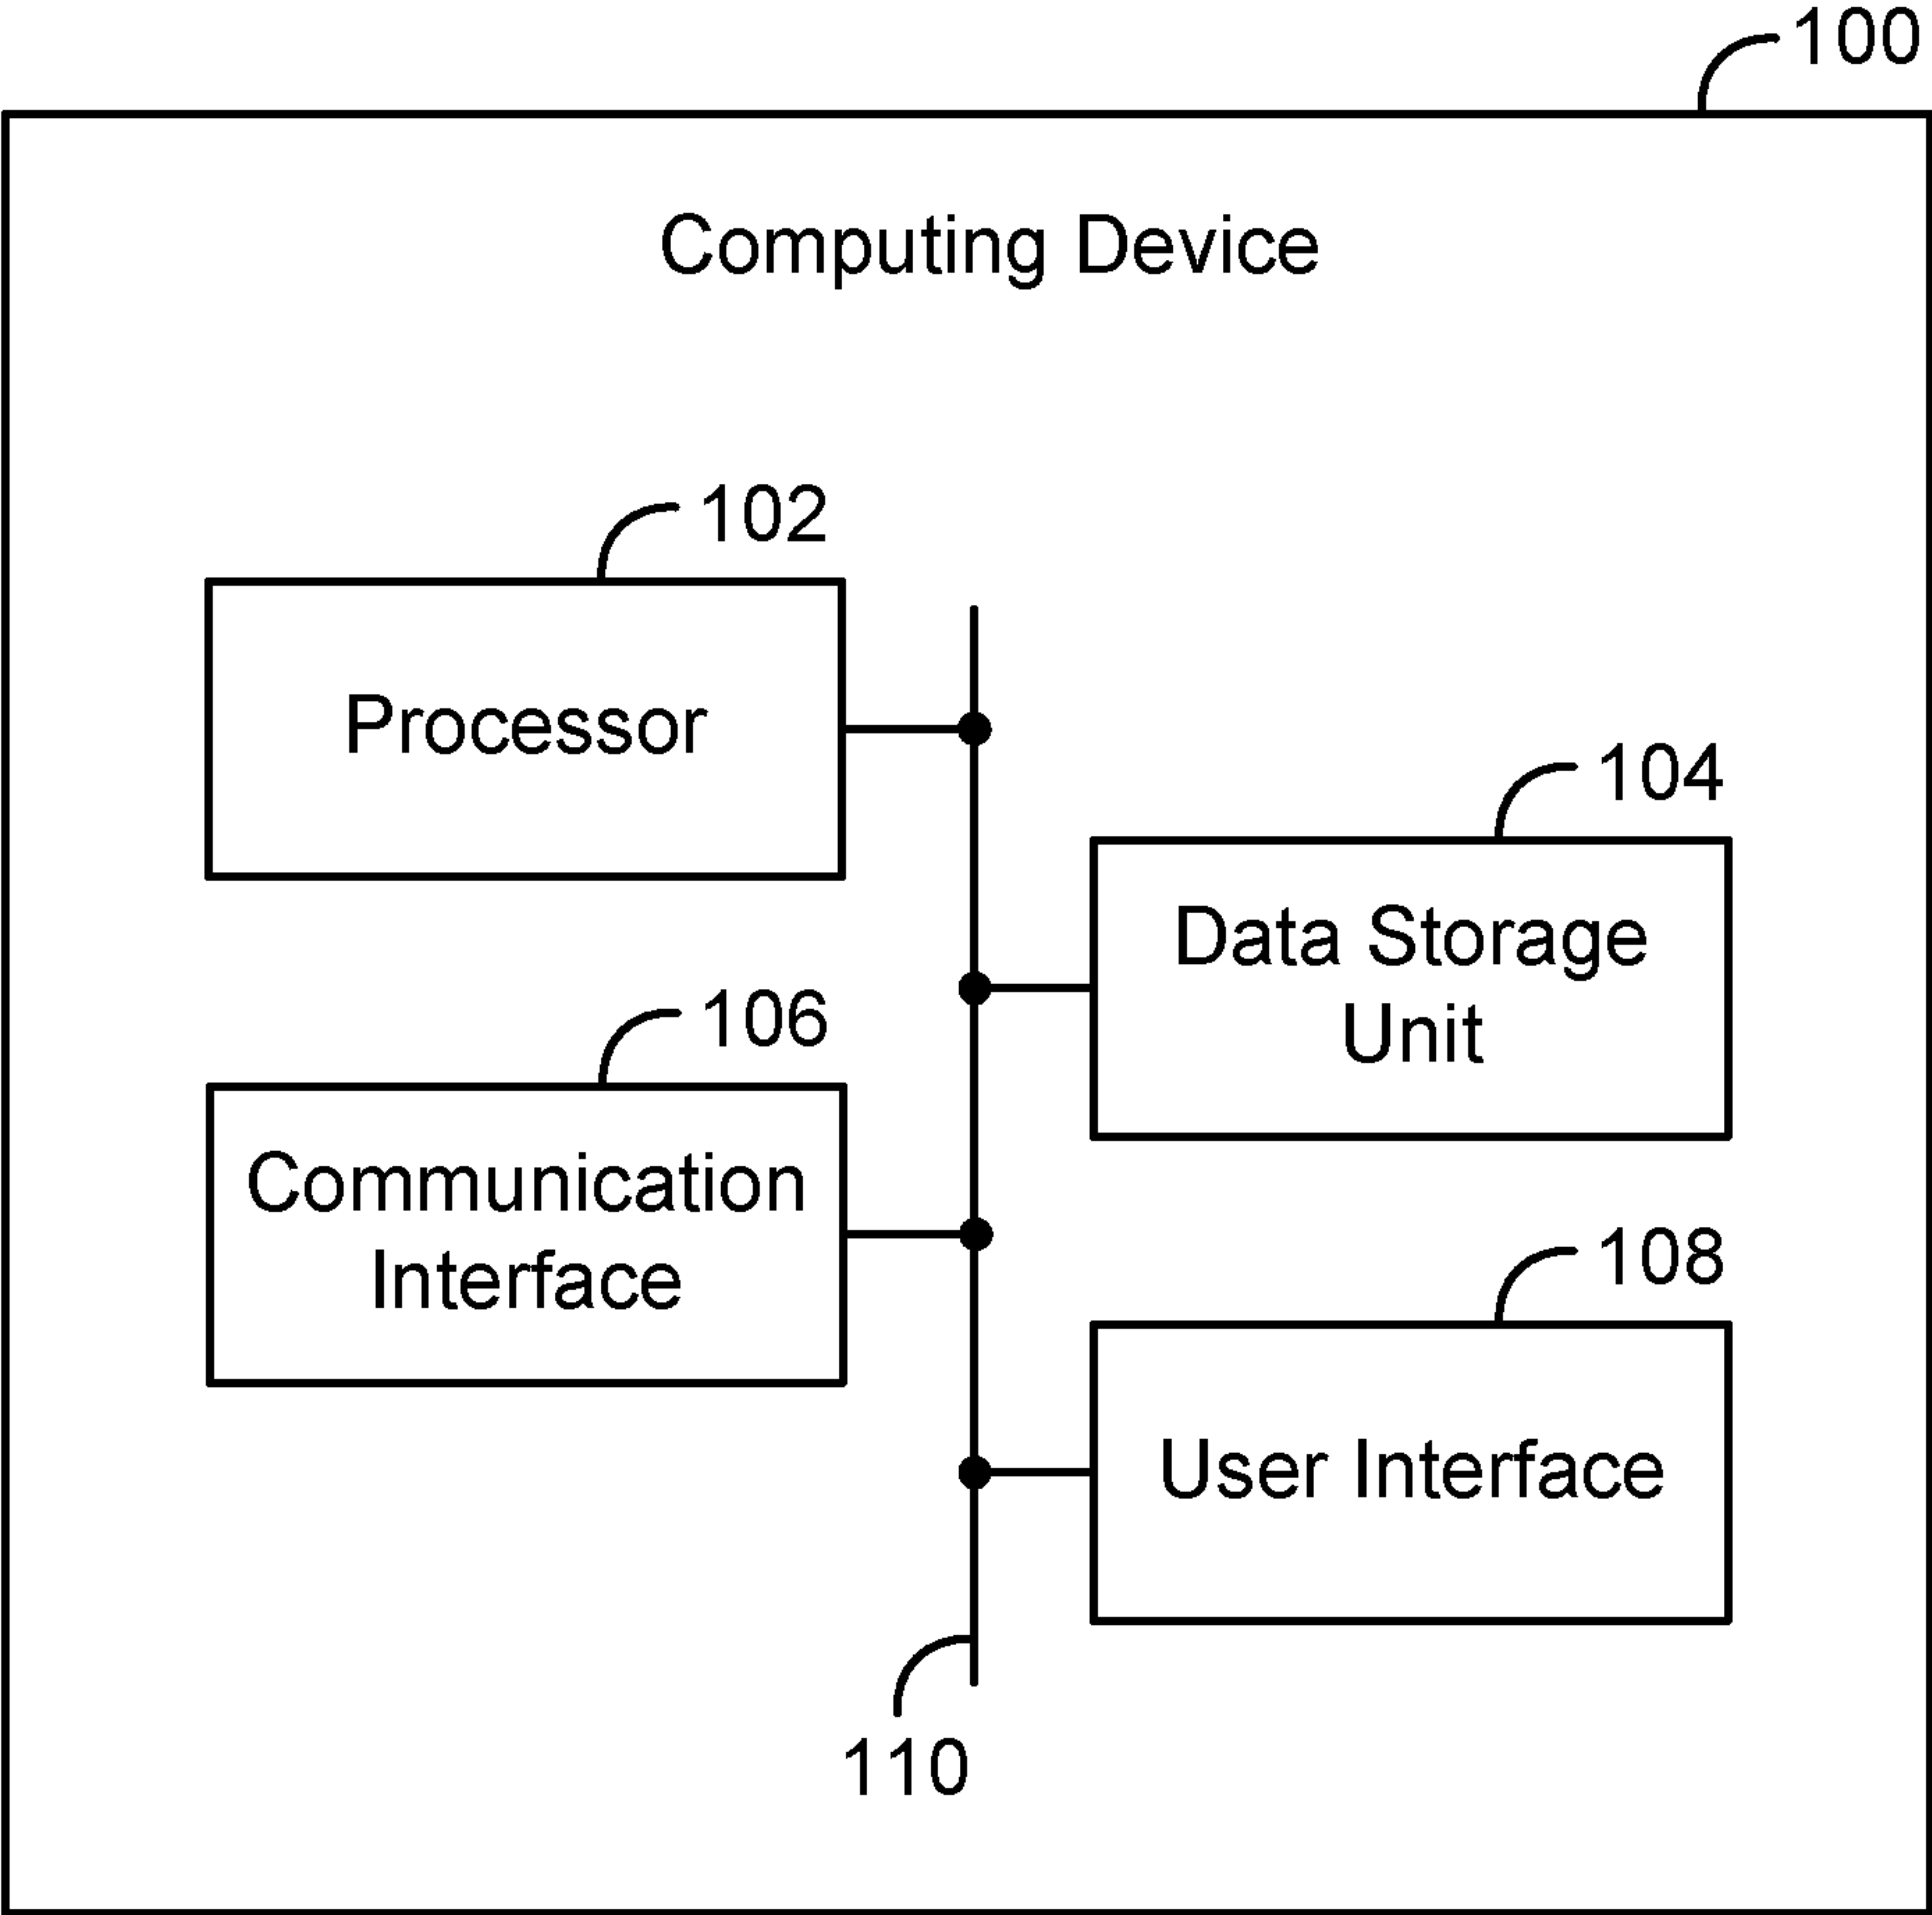 100
Computing Device
102
Processor
104
Data Storage
Unit
106
Communication
Interface
108
User Interface
110